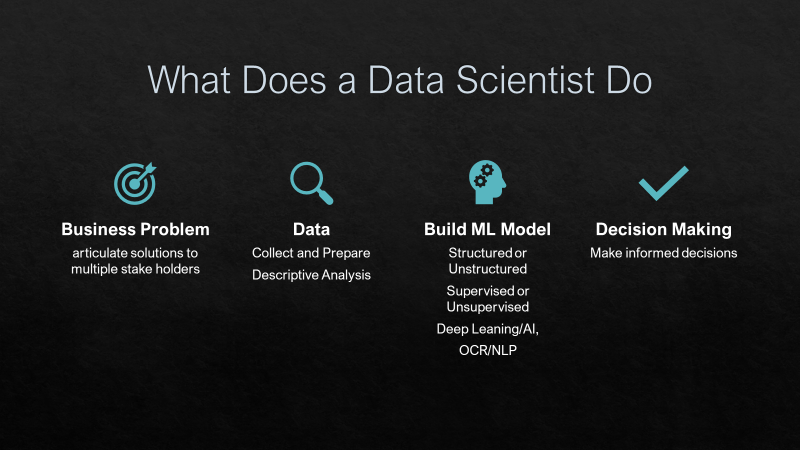 What Does a Data Scientist Do
Business Problem
articulate solutions to
multiple stake holders
Data
Collect and Prepare
Descriptive Analysis
Build ML Model
Structured or
Unstructured
Supervised or
Unsupervised
Deep Leaning/AI,
OCR/NLP
Decision Making
Make informed decisions